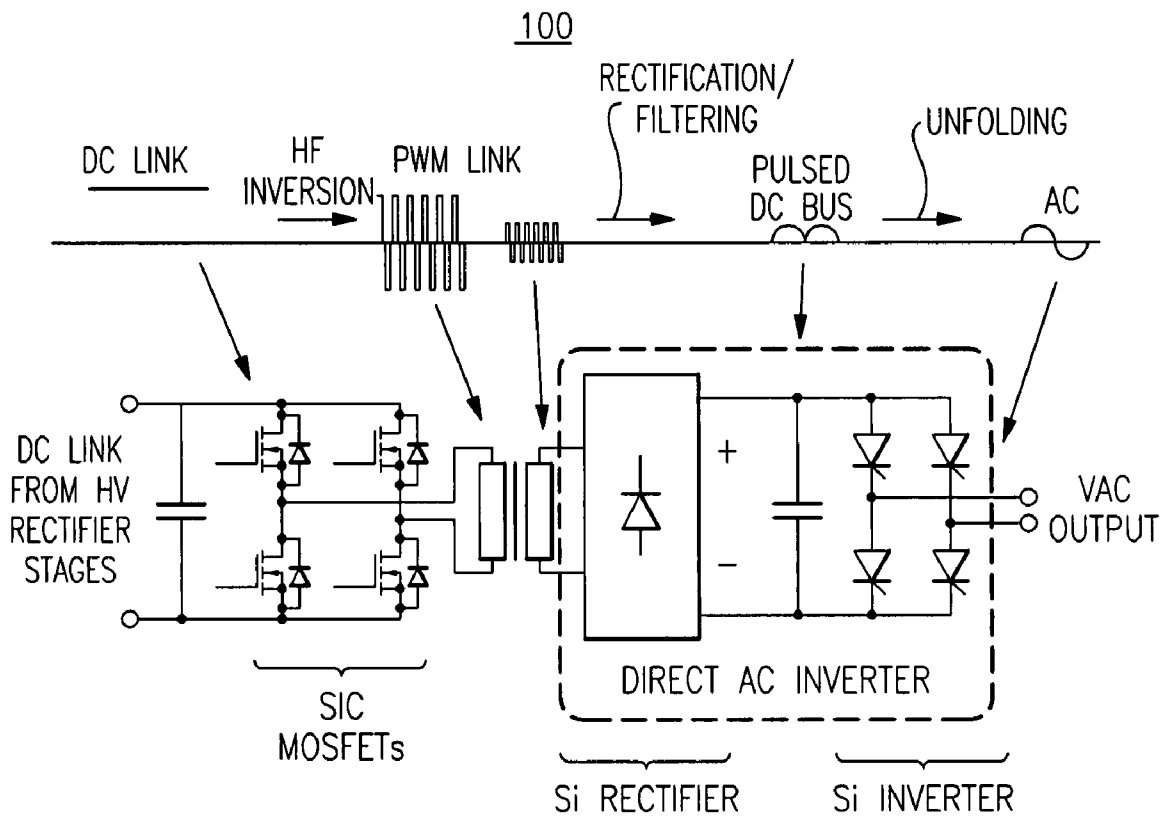 100
RECTIFICATION/
FILTERING
UNFOLDING
DC LINK
HF
INVERSION
PWM LINK
PULSED
DC BUS
AC
DC LINK
FROM HV
RECTIFIER
STAGES
+
−
VAC
OUTPUT
DIRECT AC INVERTER
SIC
MOSFETs
Si RECTIFIER
Si INVERTER